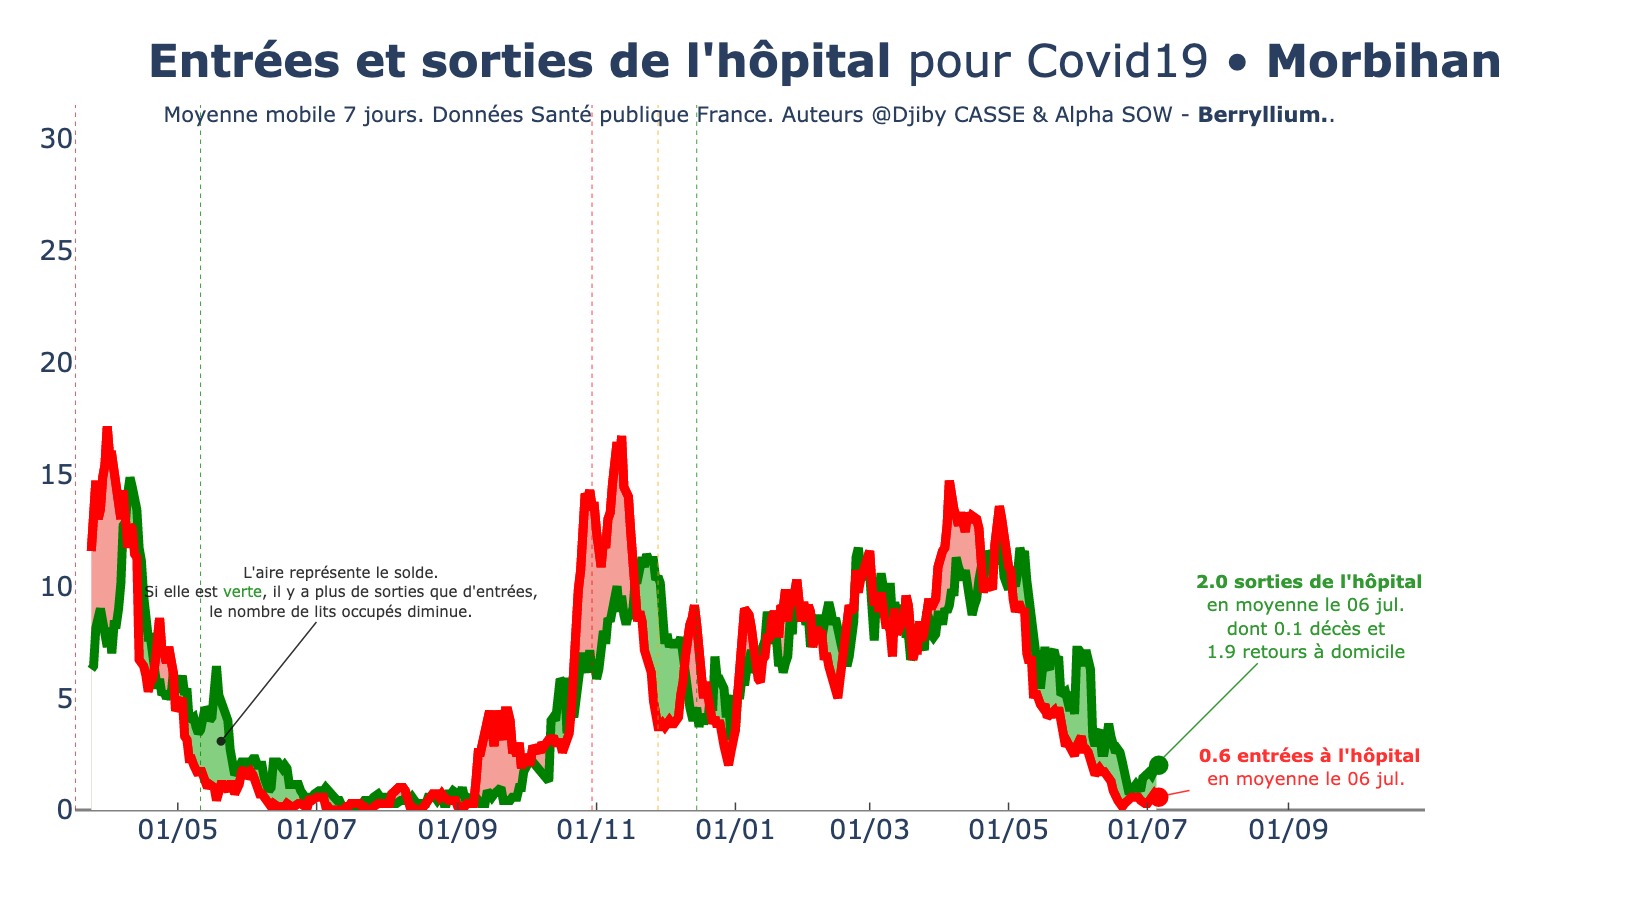 Entrées et sorties de l'hôpital pour Covid19 • Morbihan
Moyenne mobile 7 jours. Données Santé publique France. Auteurs @Djiby CASSE & Alpha SOW - Berryllium..
30
25
20
15
10
5
0
L'aire représente le solde.
Si elle est verte, il y a plus de sorties que d'entrées,
le nombre de lits occupés diminue.
2.0 sorties de l'hôpital
en moyenne le 06 jul.
dont 0.1 décès et
1.9 retours à domicile
0.6 entrées à l'hôpital
en moyenne le 06 jul.
01/05 01/07 01/09 01/11 01/01 01/03 01/05 01/07 01/09